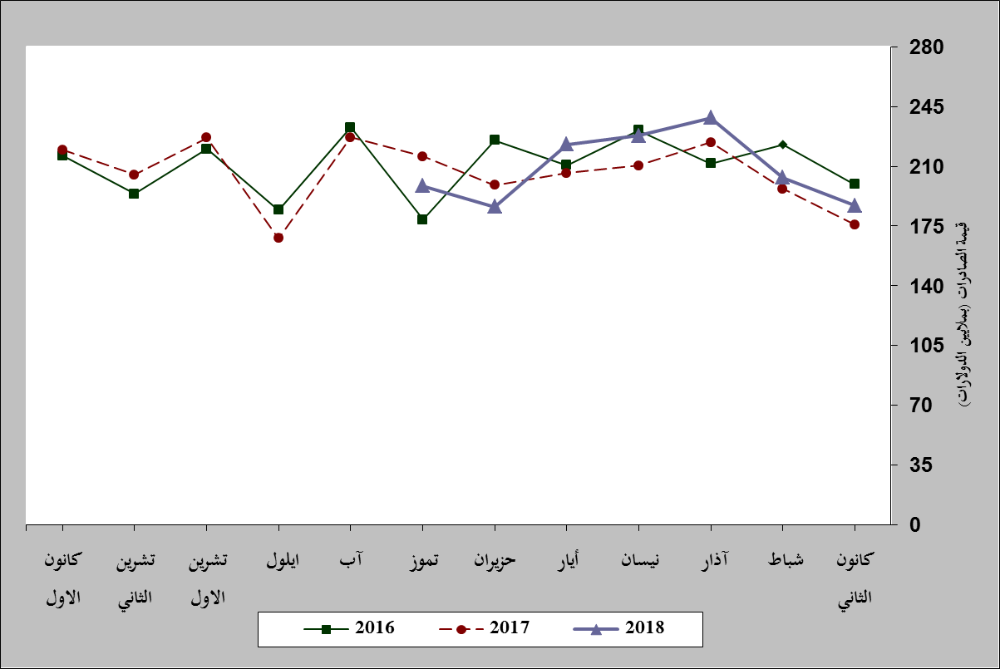 280
245
210
175
140
105
70
35
0
قيمة الصادرات (بملايين الدولارات)
كانون الثاني
شباط
آذار
نيسان
أيار
حزيران
تموز
آب
ايلول
تشرين الاول
تشرين الثاني
كانون الاول
2016
2017
2018